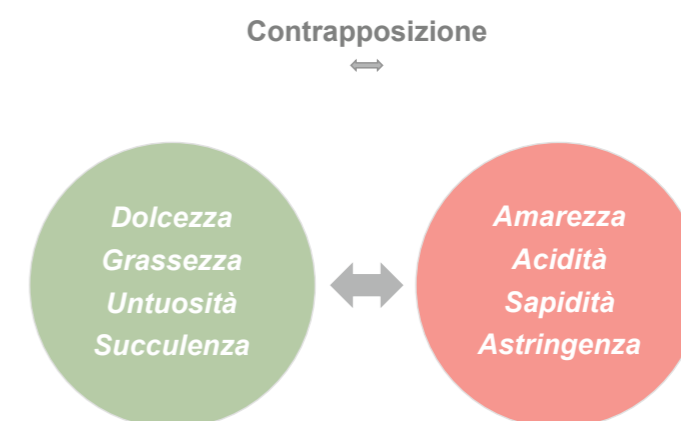 Contrapposizione
Dolcezza
Grassezza
Untuosità
Succulenza
Amarezza
Acidità
Sapidità
Astringenza